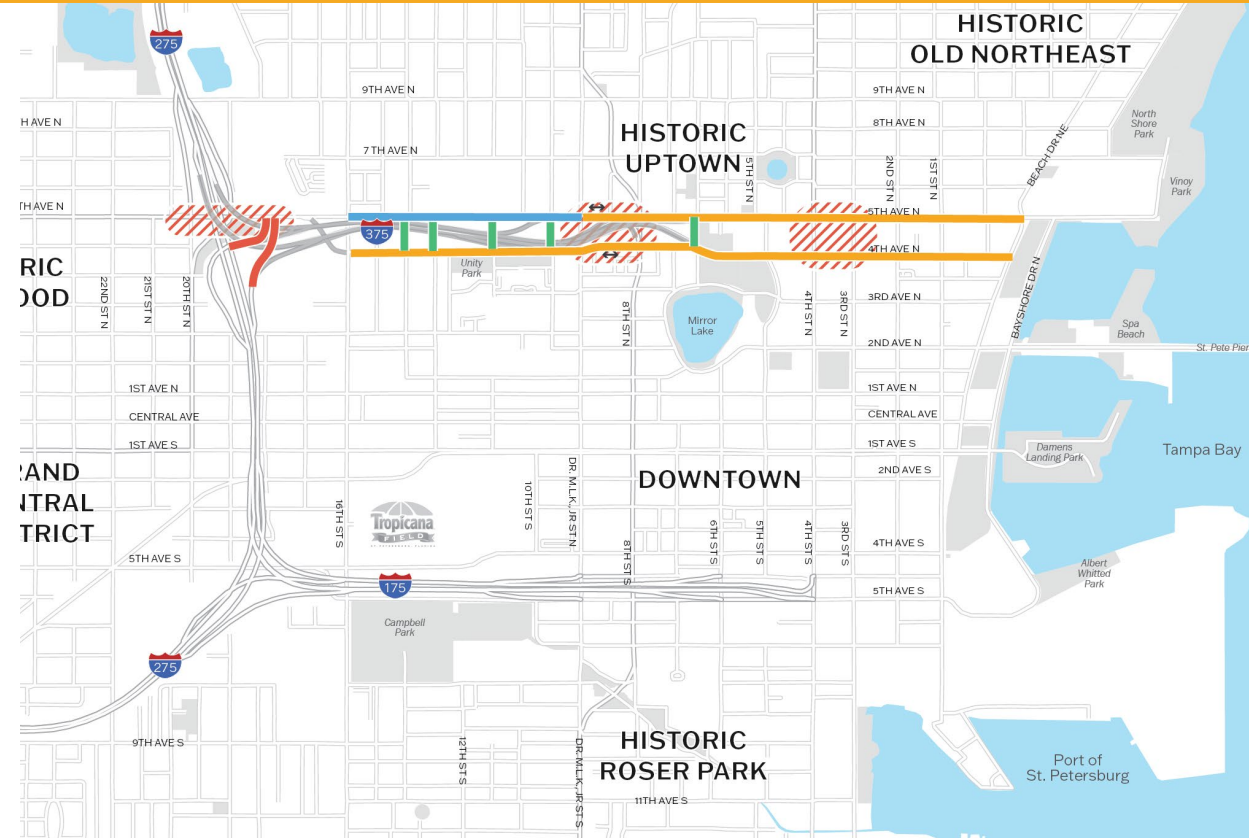 HISTORIC
OLD NORTHEAST
275
9TH AVE N
9TH AVE N
H AVE N
8TH AVE N
North
Shore
Park
HISTORIC
UPTOWN
7 TH AVE N
5TH ST N
2ND ST N
1ST ST N
BEACH DR NE
Vinoy
Park
TH AVE N
5TH AVE N
375
4TH AVE N
Unity
Park
RIC
OOD
22ND ST N
21ST ST N
20TH ST N
8TH ST N
Mirror
Lake
4TH ST N
3RD ST N
3RD AVE N
BAYSHORE DR N
Spa
Beach
2ND AVE N
St. Pete Pier
1ST AVE N
1ST AVE N
CENTRAL AVE
CENTRAL AVE
1ST AVE S
1ST AVE S
Damens
Landing Park
Tampa Bay
RAND
NTRAL
TRICT
DOWNTOWN
2ND AVE S
16TH ST S
Tropicana
FIELD
10TH ST S
DR. M.L.K. JR ST N.
8TH ST S
6TH ST S
5TH ST S
4TH ST S
3RD ST S
4TH AVE S
5TH AVE S
175
5TH AVE S
Albert
Whitted
Park
Campbell
Park
275
9TH AVE S
12TH ST S
DR. M.L.K. JR ST S
HISTORIC
ROSER PARK
11TH AVE S
Port of
St. Petersburg